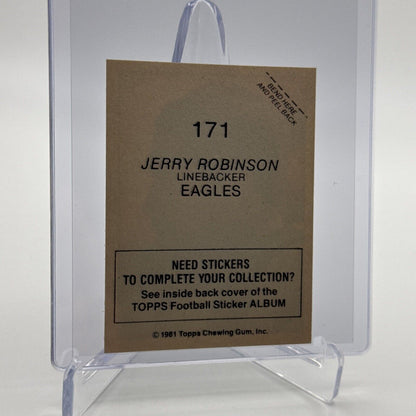 BEND HERE
AND PEEL BACK
171
JERRY ROBINSON
LINEBACKER
EAGLES
NEED STICKERS
TO COMPLETE YOUR COLLECTION?
See inside back cover of the
TOPPS Football Sticker ALBUM
© 1981 Topps Chewing Gum, Inc.